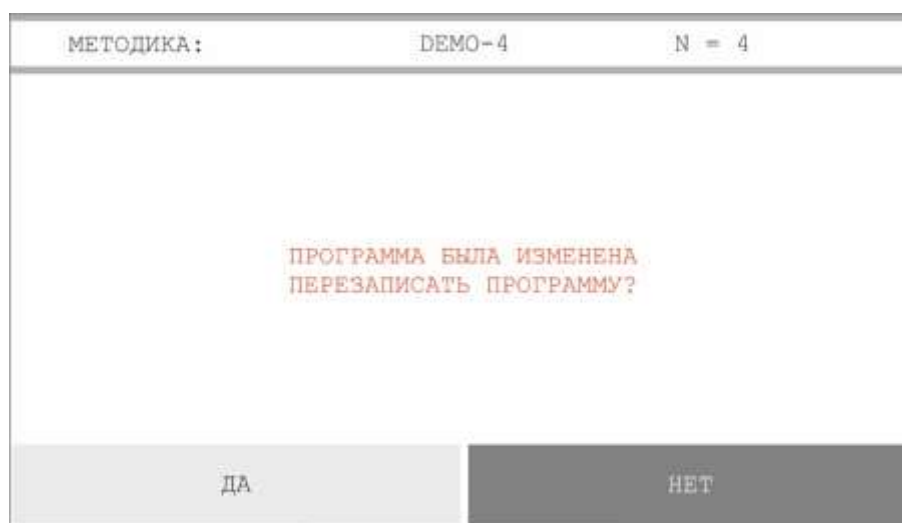 МЕТОДИКА: DEMO-4 N = 4
ПРОГРАММА БЫЛА ИЗМЕНЕНА
ПЕРЕЗАПИСАТЬ ПРОГРАММУ?
ДА НЕТ